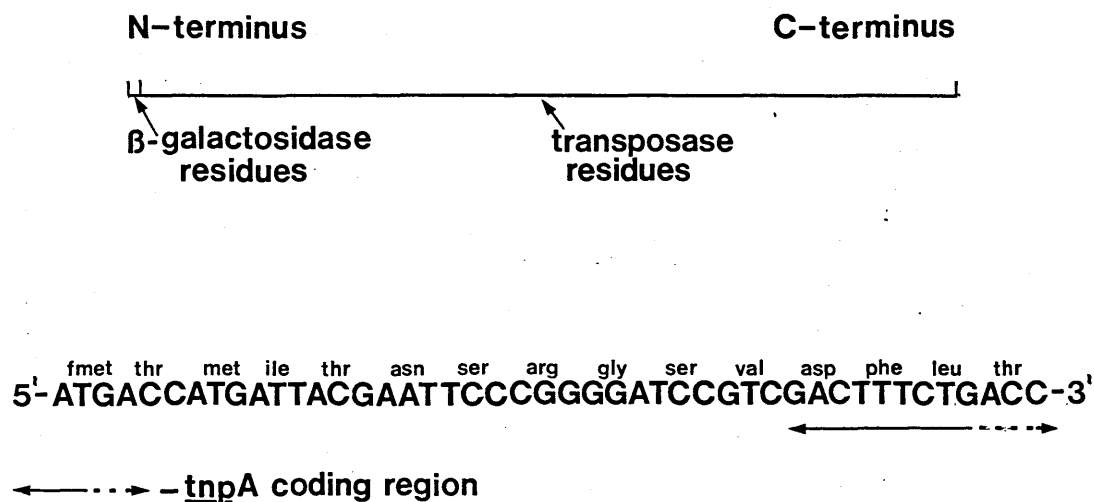 N-terminus C-terminus
ß-galactosidase residues
transposase residues
fmet thr met ile thr asn ser arg gly ser val asp phe leu thr
5'-ATGACCATGATTACGAATTCCCGGGGATCCGTCGACTTTCTGACC-3'
-tnpA coding region